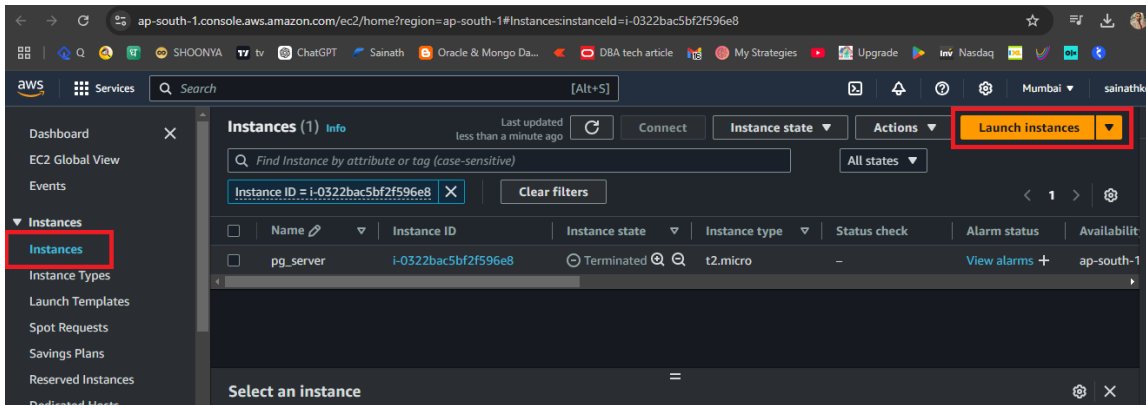 ap-south-1.console.aws.amazon.com/ec2/home?region=ap-south-1#Instances:instanceId=i-0322bac5bf2f596e8
Q SHOONYA tv ChatGPT Sainath Oracle & Mongo Da... DBA tech article My Strategies Upgrade Inv Nasdaq olx
aws Services Search [Alt+S] Mumbai ▼ sainathk
Dashboard
EC2 Global View
Events
▼ Instances
Instances
Instance Types
Launch Templates
Spot Requests
Savings Plans
Reserved Instances
Dedicated Hosts
Instances (1) Info
Last updated
less than a minute ago
Connect Instance state ▼ Actions ▼ Launch instances ▼
Find Instance by attribute or tag (case-sensitive) All states ▼
Instance ID = i-0322bac5bf2f596e8 Clear filters
< 1 >
Name Instance ID Instance state Instance type Status check Alarm status Availabilit
pg_server i-0322bac5bf2f596e8 Terminated t2.micro – View alarms + ap-south-1
Select an instance